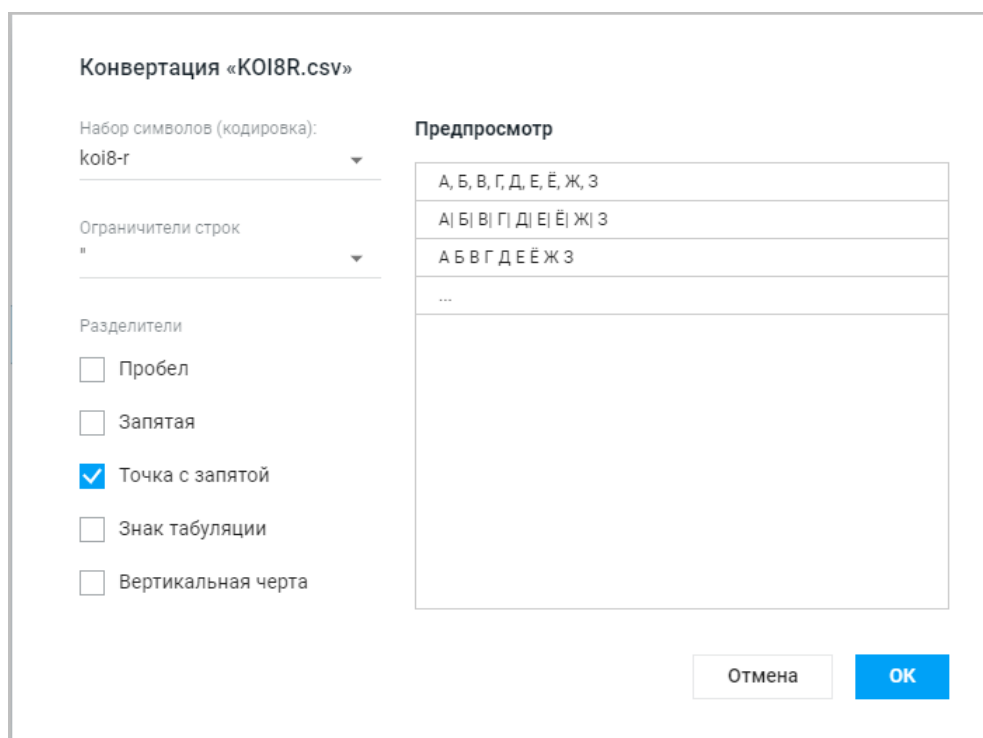 Конвертация «KOI8R.csv»
Набор символов (кодировка):
koi8-r
Ограничители строк
"
Разделители
Пробел
Запятая
Точка с запятой
Знак табуляции
Вертикальная черта
Предпросмотр
А, Б, В, Г, Д, Е, Ё, Ж, З
А| Б| В| Г| Д| Е| Ё| Ж| З
А Б В Г Д Е Ё Ж З
...
Отмена
ОК